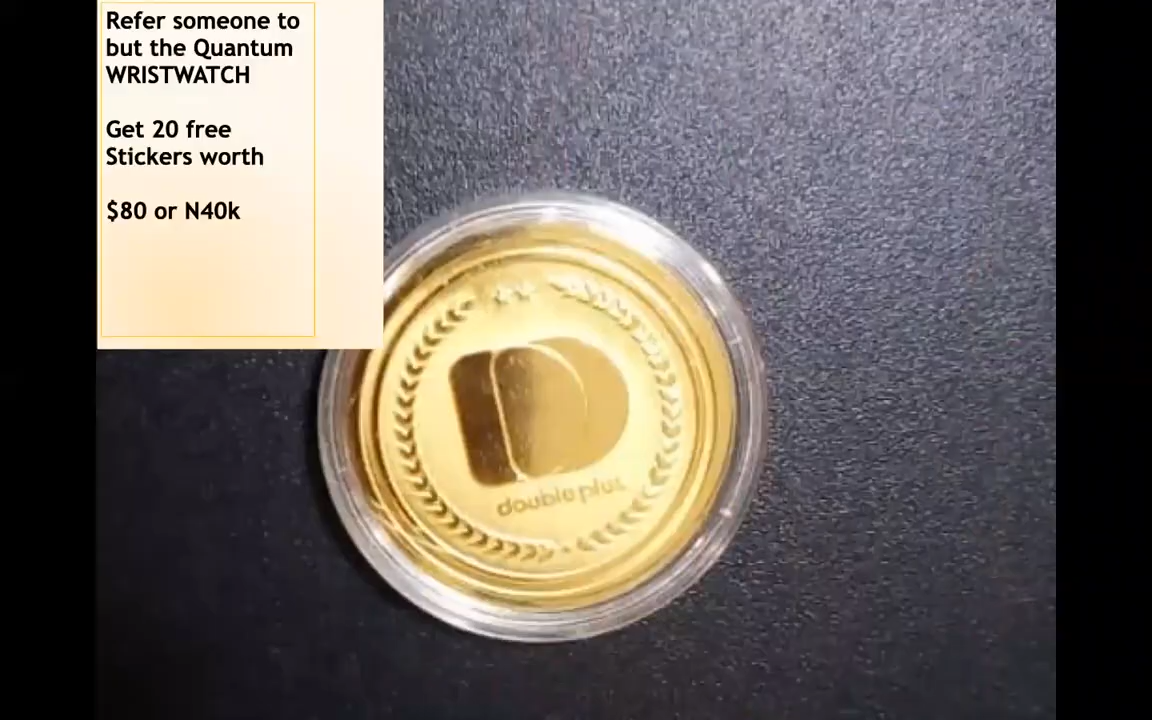 Refer someone to
but the Quantum
WRISTWATCH
Get 20 free
Stickers worth
$80 or N40k
double plus